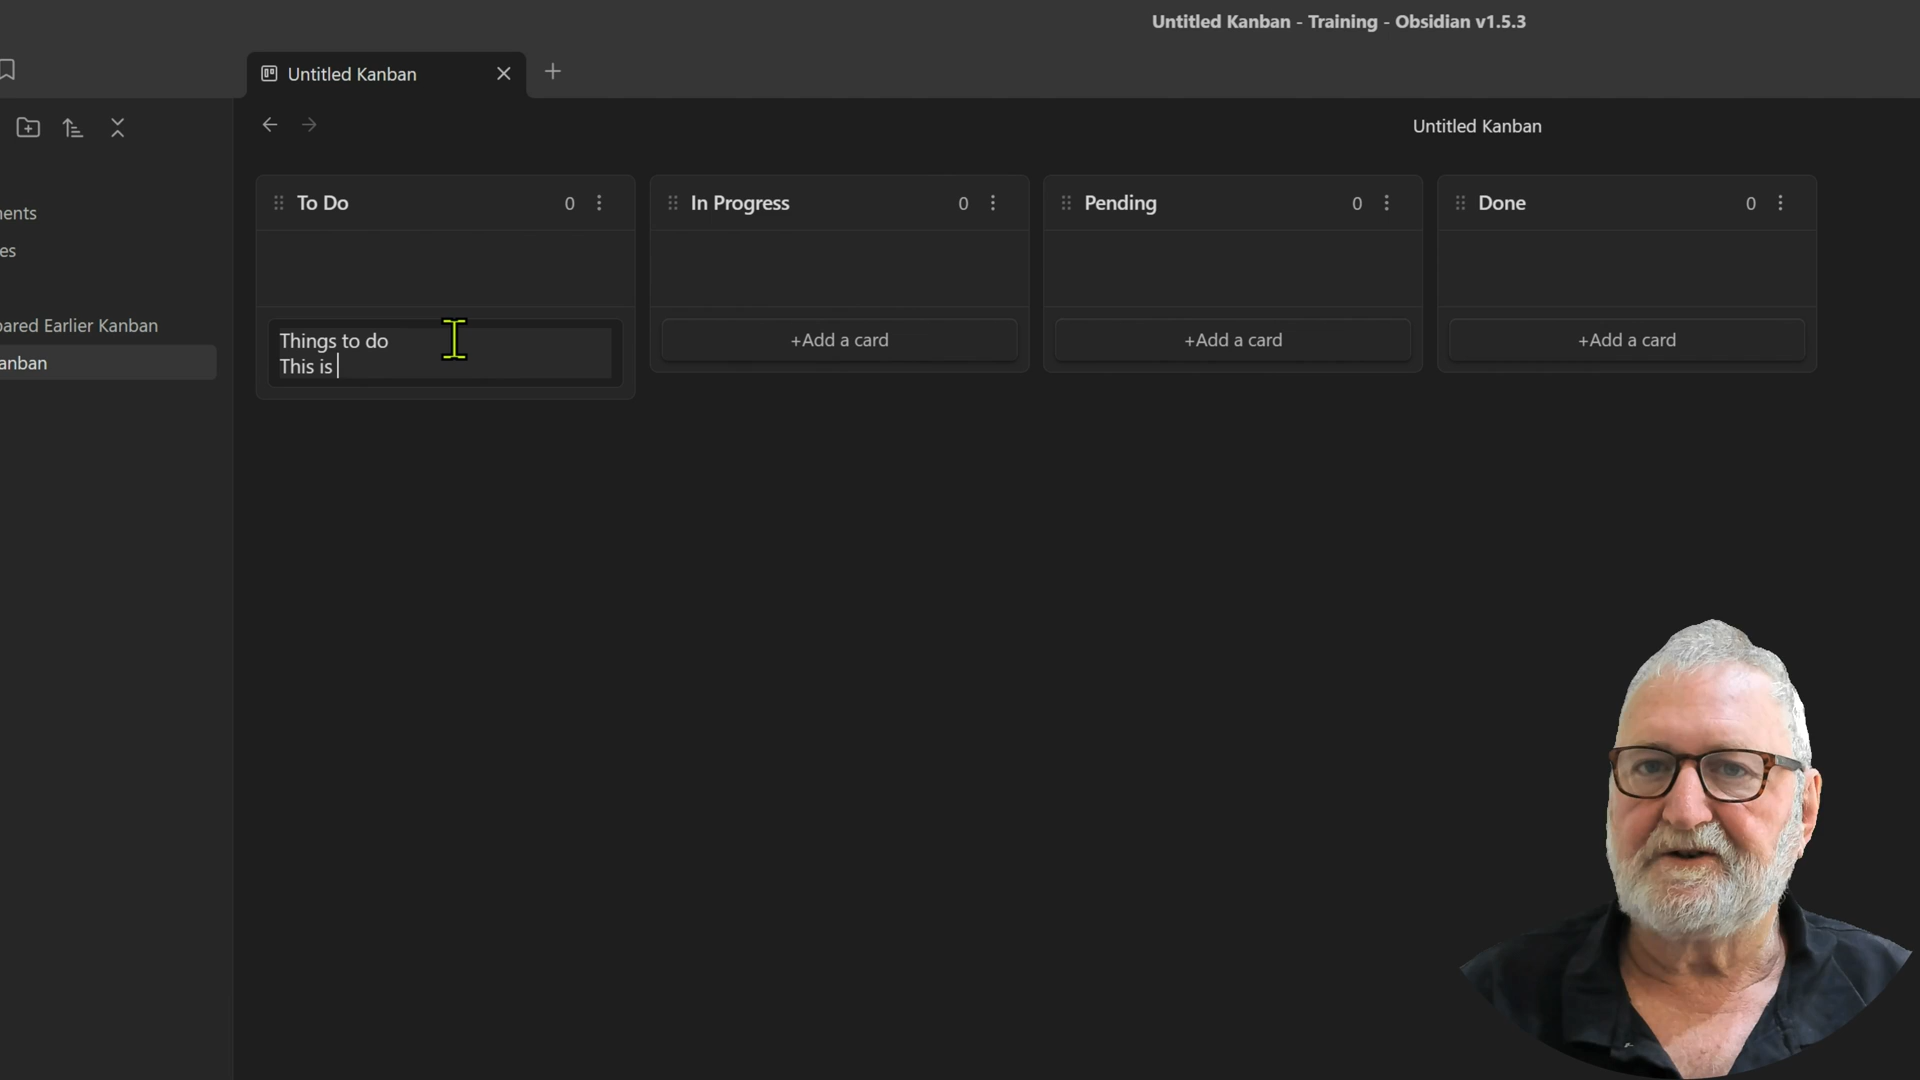 Untitled Kanban - Training - Obsidian v1.5.3
Untitled Kanban
Untitled Kanban
To Do 0
In Progress 0
Pending 0
Done 0
Things to do
This is
+Add a card
+Add a card
+Add a card
ents
es
ared Earlier Kanban
anban